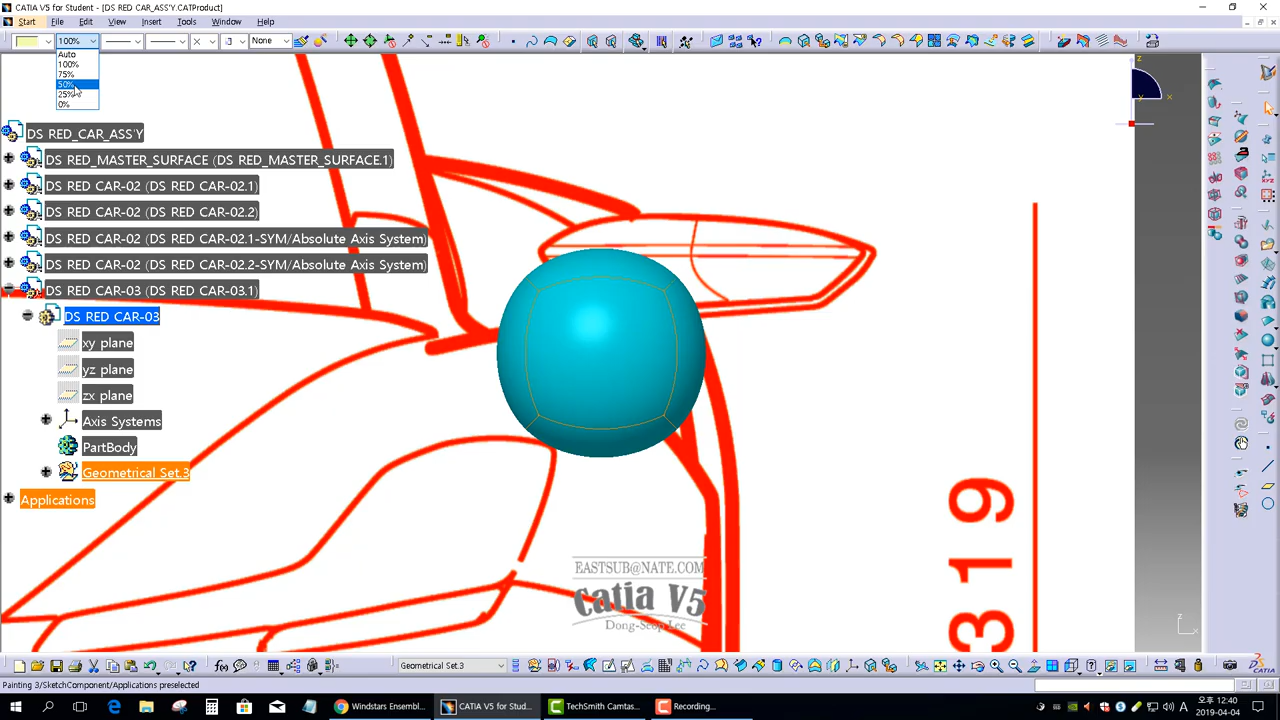 CATIA V5 for Student - [DS RED CAR-ASS'Y.CATProduct]
Start File Edit View Insert Tools Window Help
100% None
Auto
100%
75%
50%
25%
0%
DS RED_CAR_ASS'Y
DS RED_MASTER_SURFACE (DS RED_MASTER_SURFACE.1)
DS RED CAR-02 (DS RED CAR-02.1)
DS RED CAR-02 (DS RED CAR-02.2)
DS RED CAR-02 (DS RED CAR-02.1-SYM/Absolute Axis System)
DS RED CAR-02 (DS RED CAR-02.2-SYM/Absolute Axis System)
DS RED CAR-03 (DS RED CAR-03.1)
DS RED CAR-03
xy plane
yz plane
zx plane
Axis Systems
PartBody
Geometrical Set.3
Applications
z
y
x
319
EASTSUB@NATE.COM
Catia V5
Dong-Seop Lee
z
x
Geometrical Set.3
CATIA
Painting 3/SketchComponent/Applications preselected
Windstars Ensembl... CATIA V5 for Stud... TechSmith Camtas... Recording...
A 오후 12:40
2019-04-04